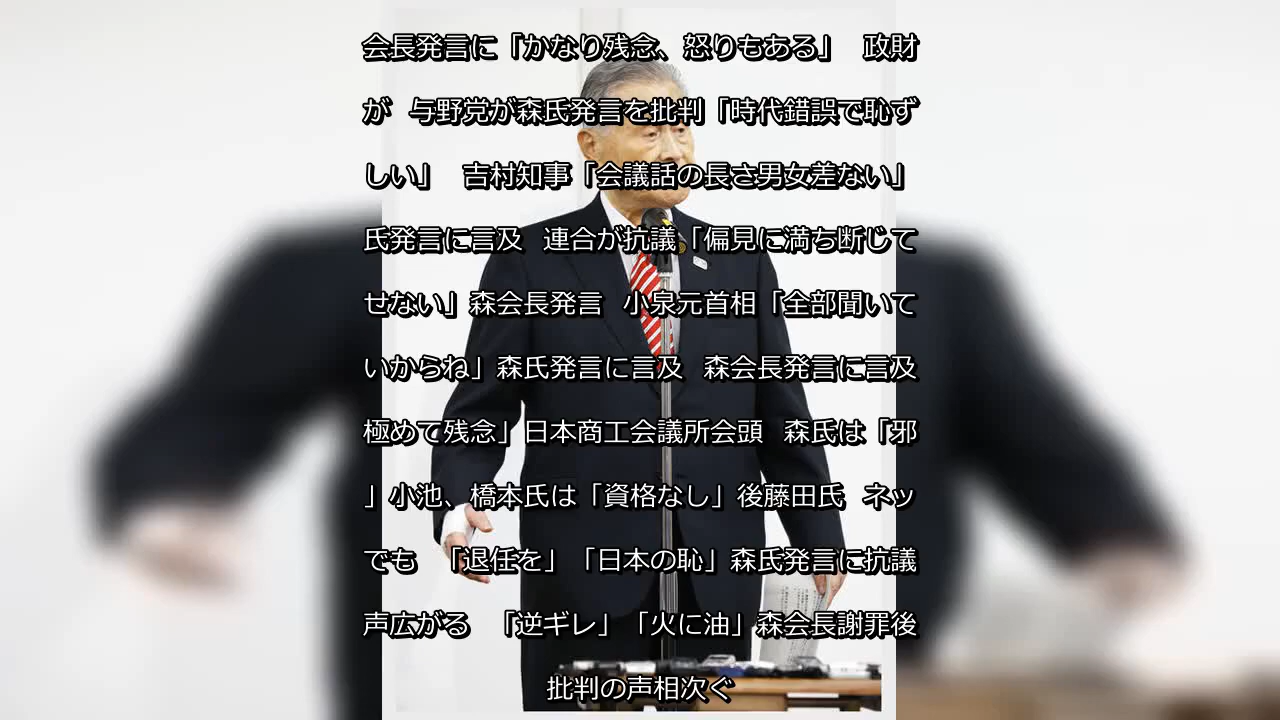 会長発言に「かなり残念、怒りもある」 政財
が 与野党が森氏発言を批判「時代錯誤で恥ず
しい」 吉村知事「会議話の長さ男女差ない」
氏発言に言及 連合が抗議「偏見に満ち断じて
せない」森会長発言 小泉元首相「全部聞いて
いからね」森氏発言に言及 森会長発言に言及
極めて残念」日本商工会議所会頭 森氏は「邪
」小池、橋本氏は「資格なし」後藤田氏 ネッ
でも 「退任を」「日本の恥」森氏発言に抗議
声広がる 「逆ギレ」「火に油」森会長謝罪後
批判の声相次ぐ